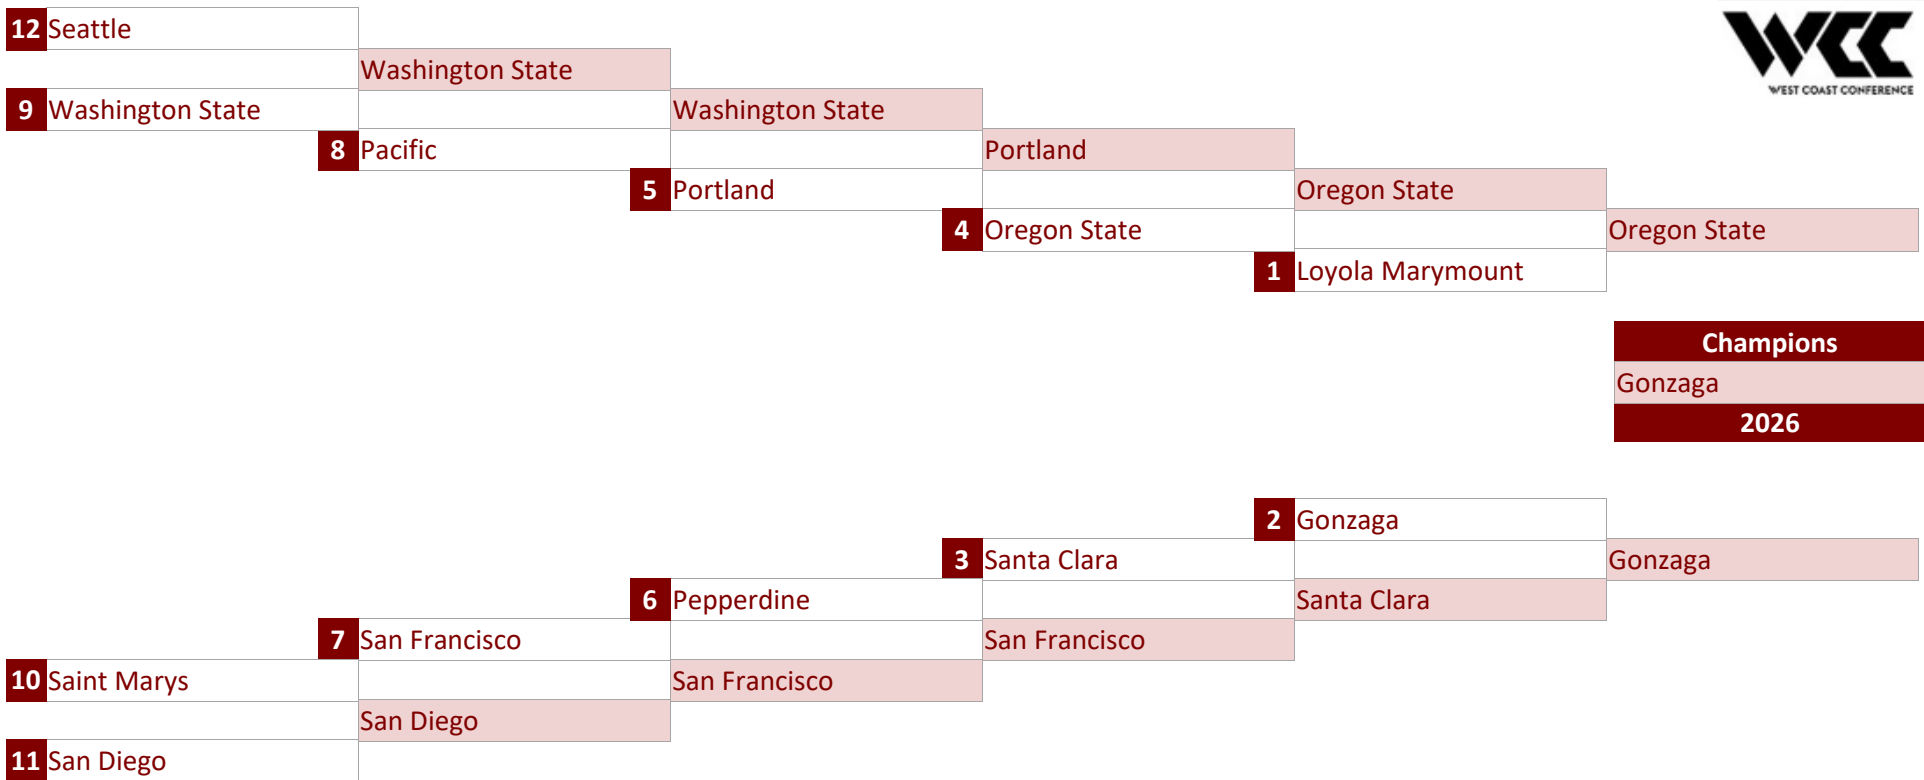 12 Seattle
Washington State
9 Washington State
Washington State
8 Pacific
Portland
5 Portland
Oregon State
4 Oregon State
Oregon State
1 Loyola Marymount
WCC
WEST COAST CONFERENCE
Champions
Gonzaga
2026
2 Gonzaga
3 Santa Clara
Gonzaga
6 Pepperdine
Santa Clara
7 San Francisco
San Francisco
10 Saint Marys
San Francisco
San Diego
11 San Diego